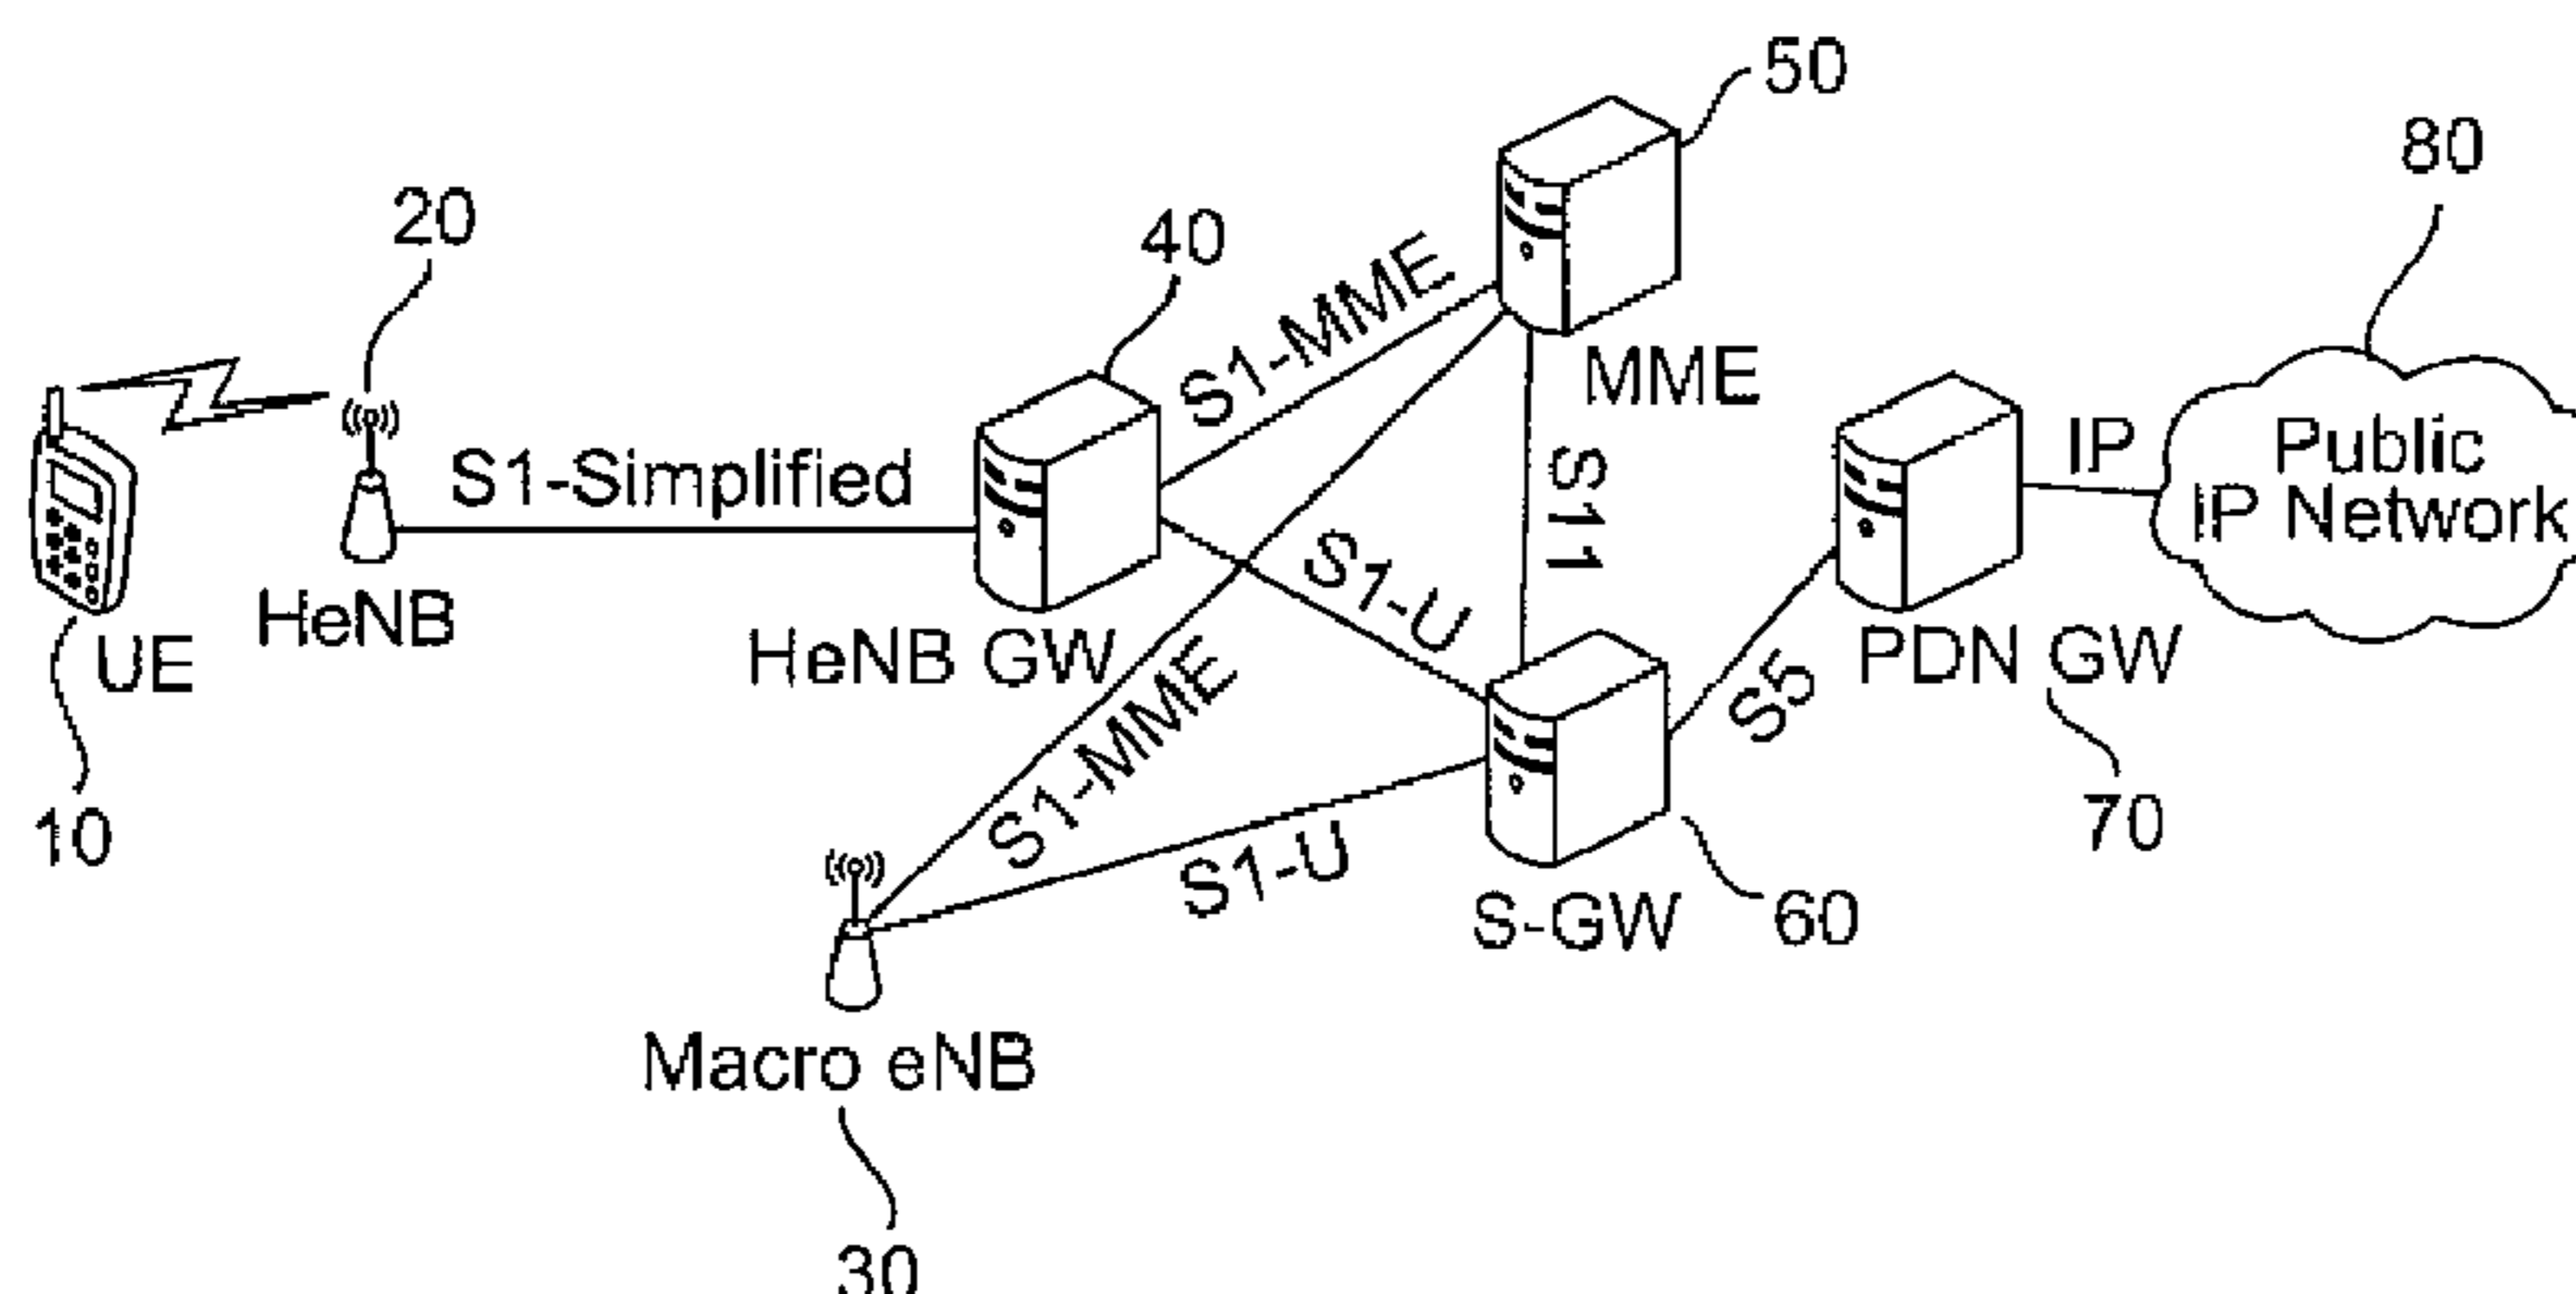 50
80
20
40
S1-MME
MME
IP
Public
IP Network
S1-Simplified
S11
S1-U
HeNB
UE
HeNB GW
PDN GW
S1-MME
S5
10
70
S1-U
S-GW
60
Macro eNB
30